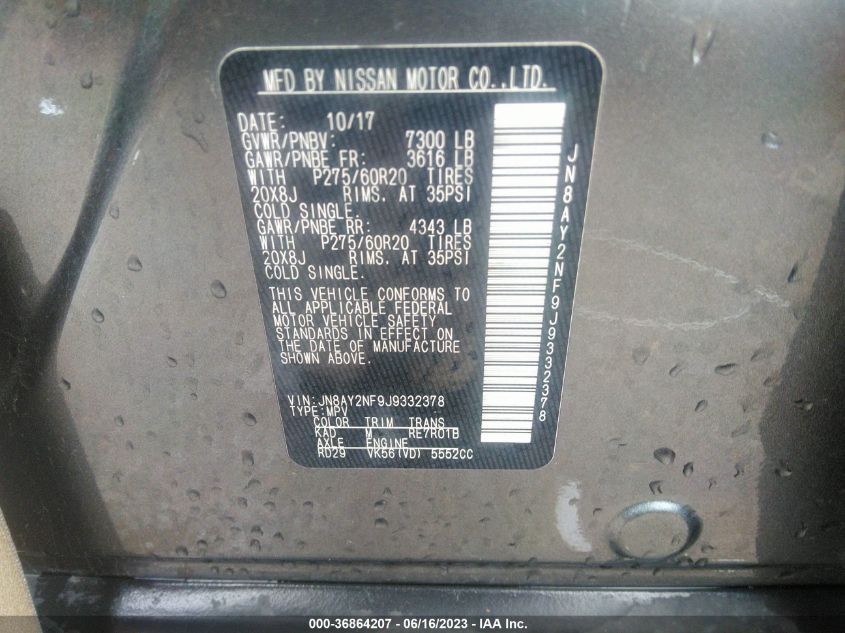 MFD BY NISSAN MOTOR CO.,LTD.
DATE: 10/17
GVWR/PNBV: 7300 LB
GAWR/PNBE FR: 3616 LB
WITH P275/60R20 TIRES
20X8J RIMS. AT 35PSI
COLD SINGLE.
GAWR/PNBE RR: 4343 LB
WITH P275/60R20 TIRES
20X8J RIMS. AT 35PSI
COLD SINGLE.
THIS VEHICLE CONFORMS TO
ALL APPLICABLE FEDERAL
MOTOR VEHICLE SAFETY
STANDARDS IN EFFECT ON
THE DATE OF MANUFACTURE
SHOWN ABOVE.
VIN:JN8AY2NF9J9332378
TYPE:MPV
COLOR TRIM TRANS
KAD M RE7R01B
AXLE ENGINE
RD29 VK56(VD) 5552CC
JN8AY2NF9J9332378
000-36864207 - 06/16/2023 - IAA Inc.